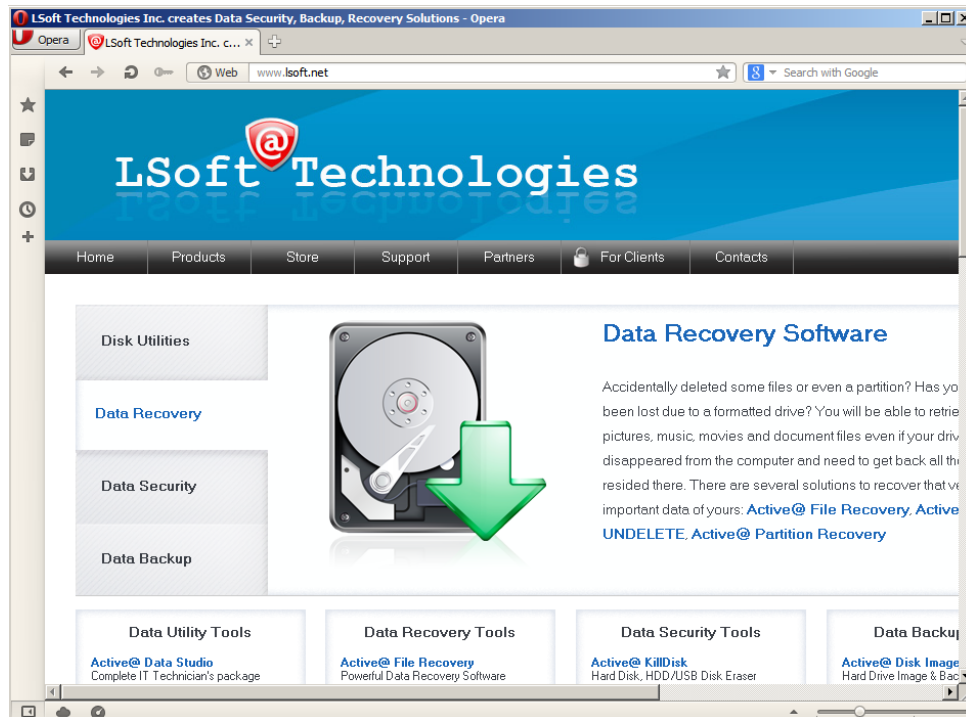 LSoft Technologies Inc. creates Data Security, Backup, Recovery Solutions - Opera
Opera
LSoft Technologies Inc. c...
Web
www.lsoft.net
Search with Google
LSoft@Technologies
Home Products Store Support Partners For Clients Contacts
Disk Utilities
Data Recovery
Data Security
Data Backup
Data Recovery Software
Accidentally deleted some files or even a partition? Has yo
been lost due to a formatted drive? You will be able to retrie
pictures, music, movies and document files even if your driv
disappeared from the computer and need to get back all the
resided there. There are several solutions to recover that ve
important data of yours: Active@ File Recovery, Active
UNDELETE, Active@ Partition Recovery
Data Utility Tools
Active@ Data Studio
Complete IT Technician's package
Data Recovery Tools
Active@ File Recovery
Powerful Data Recovery Software
Data Security Tools
Active@ KillDisk
Hard Disk, HDD/USB Disk Eraser
Data Backup
Active@ Disk Image
Hard Drive Image & Bac